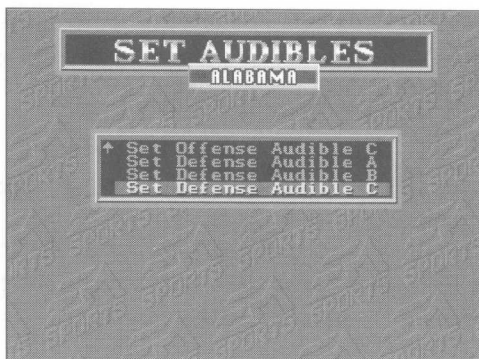 SET AUDIBLES
ALABAMA
Set Offense Audible C
Set Defense Audible A
Set Defense Audible B
Set Defense Audible C